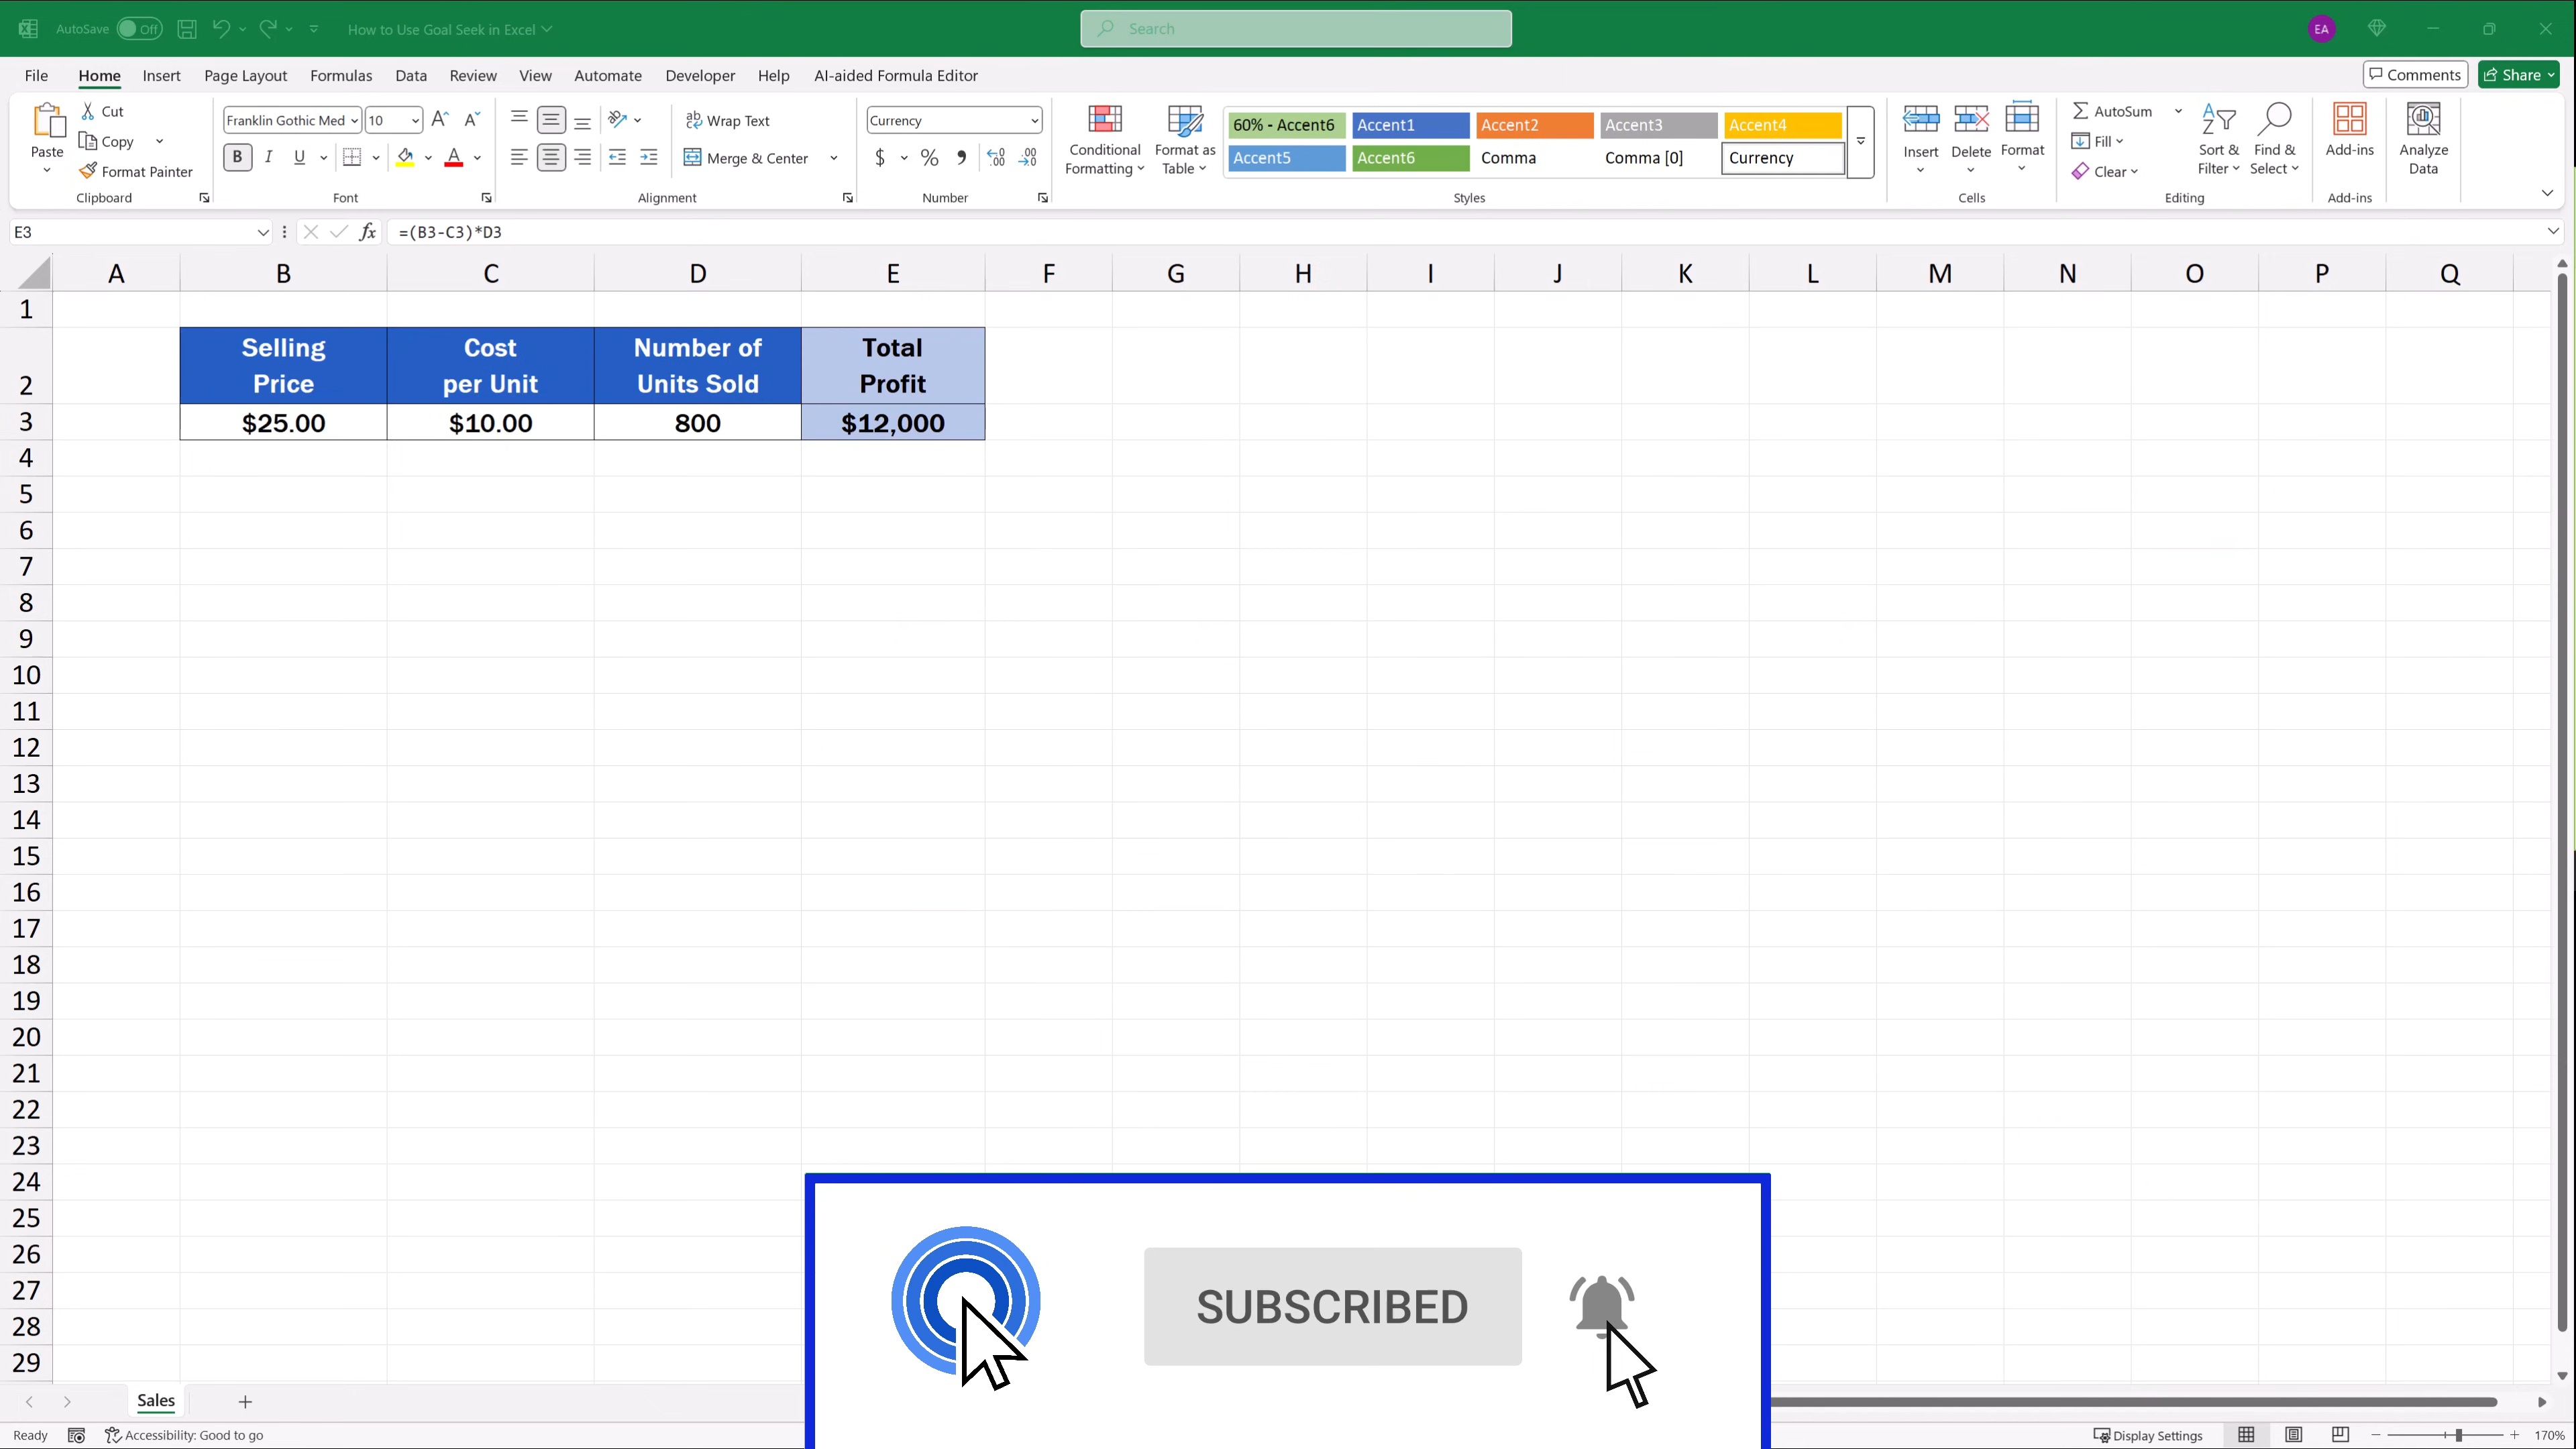 AutoSave Off How to Use Goal Seek in Excel Search EA
File Home Insert Page Layout Formulas Data Review View Automate Developer Help AI-aided Formula Editor Comments Share
Paste Cut Copy Format Painter Clipboard
Franklin Gothic Med 10 B I U Font
Wrap Text Merge & Center Alignment
Currency $ % Number
Conditional Formatting Format as Table
60% - Accent6 Accent1 Accent2 Accent3 Accent4
Accent5 Accent6 Comma Comma [0] Currency
Styles
Insert Delete Format Cells
AutoSum Fill Clear Sort & Filter Find & Select Editing
Add-ins Add-ins
Analyze Data
E3 fx =(B3-C3)*D3
A B C D E F G H I J K L M N O P Q
1
2 Selling Price Cost per Unit Number of Units Sold Total Profit
3 $25.00 $10.00 800 $12,000
4
5
6
7
8
9
10
11
12
13
14
15
16
17
18
19
20
21
22
23
24
25
26
27
28
29
SUBSCRIBED
Sales
Ready Accessibility: Good to go Display Settings 170%